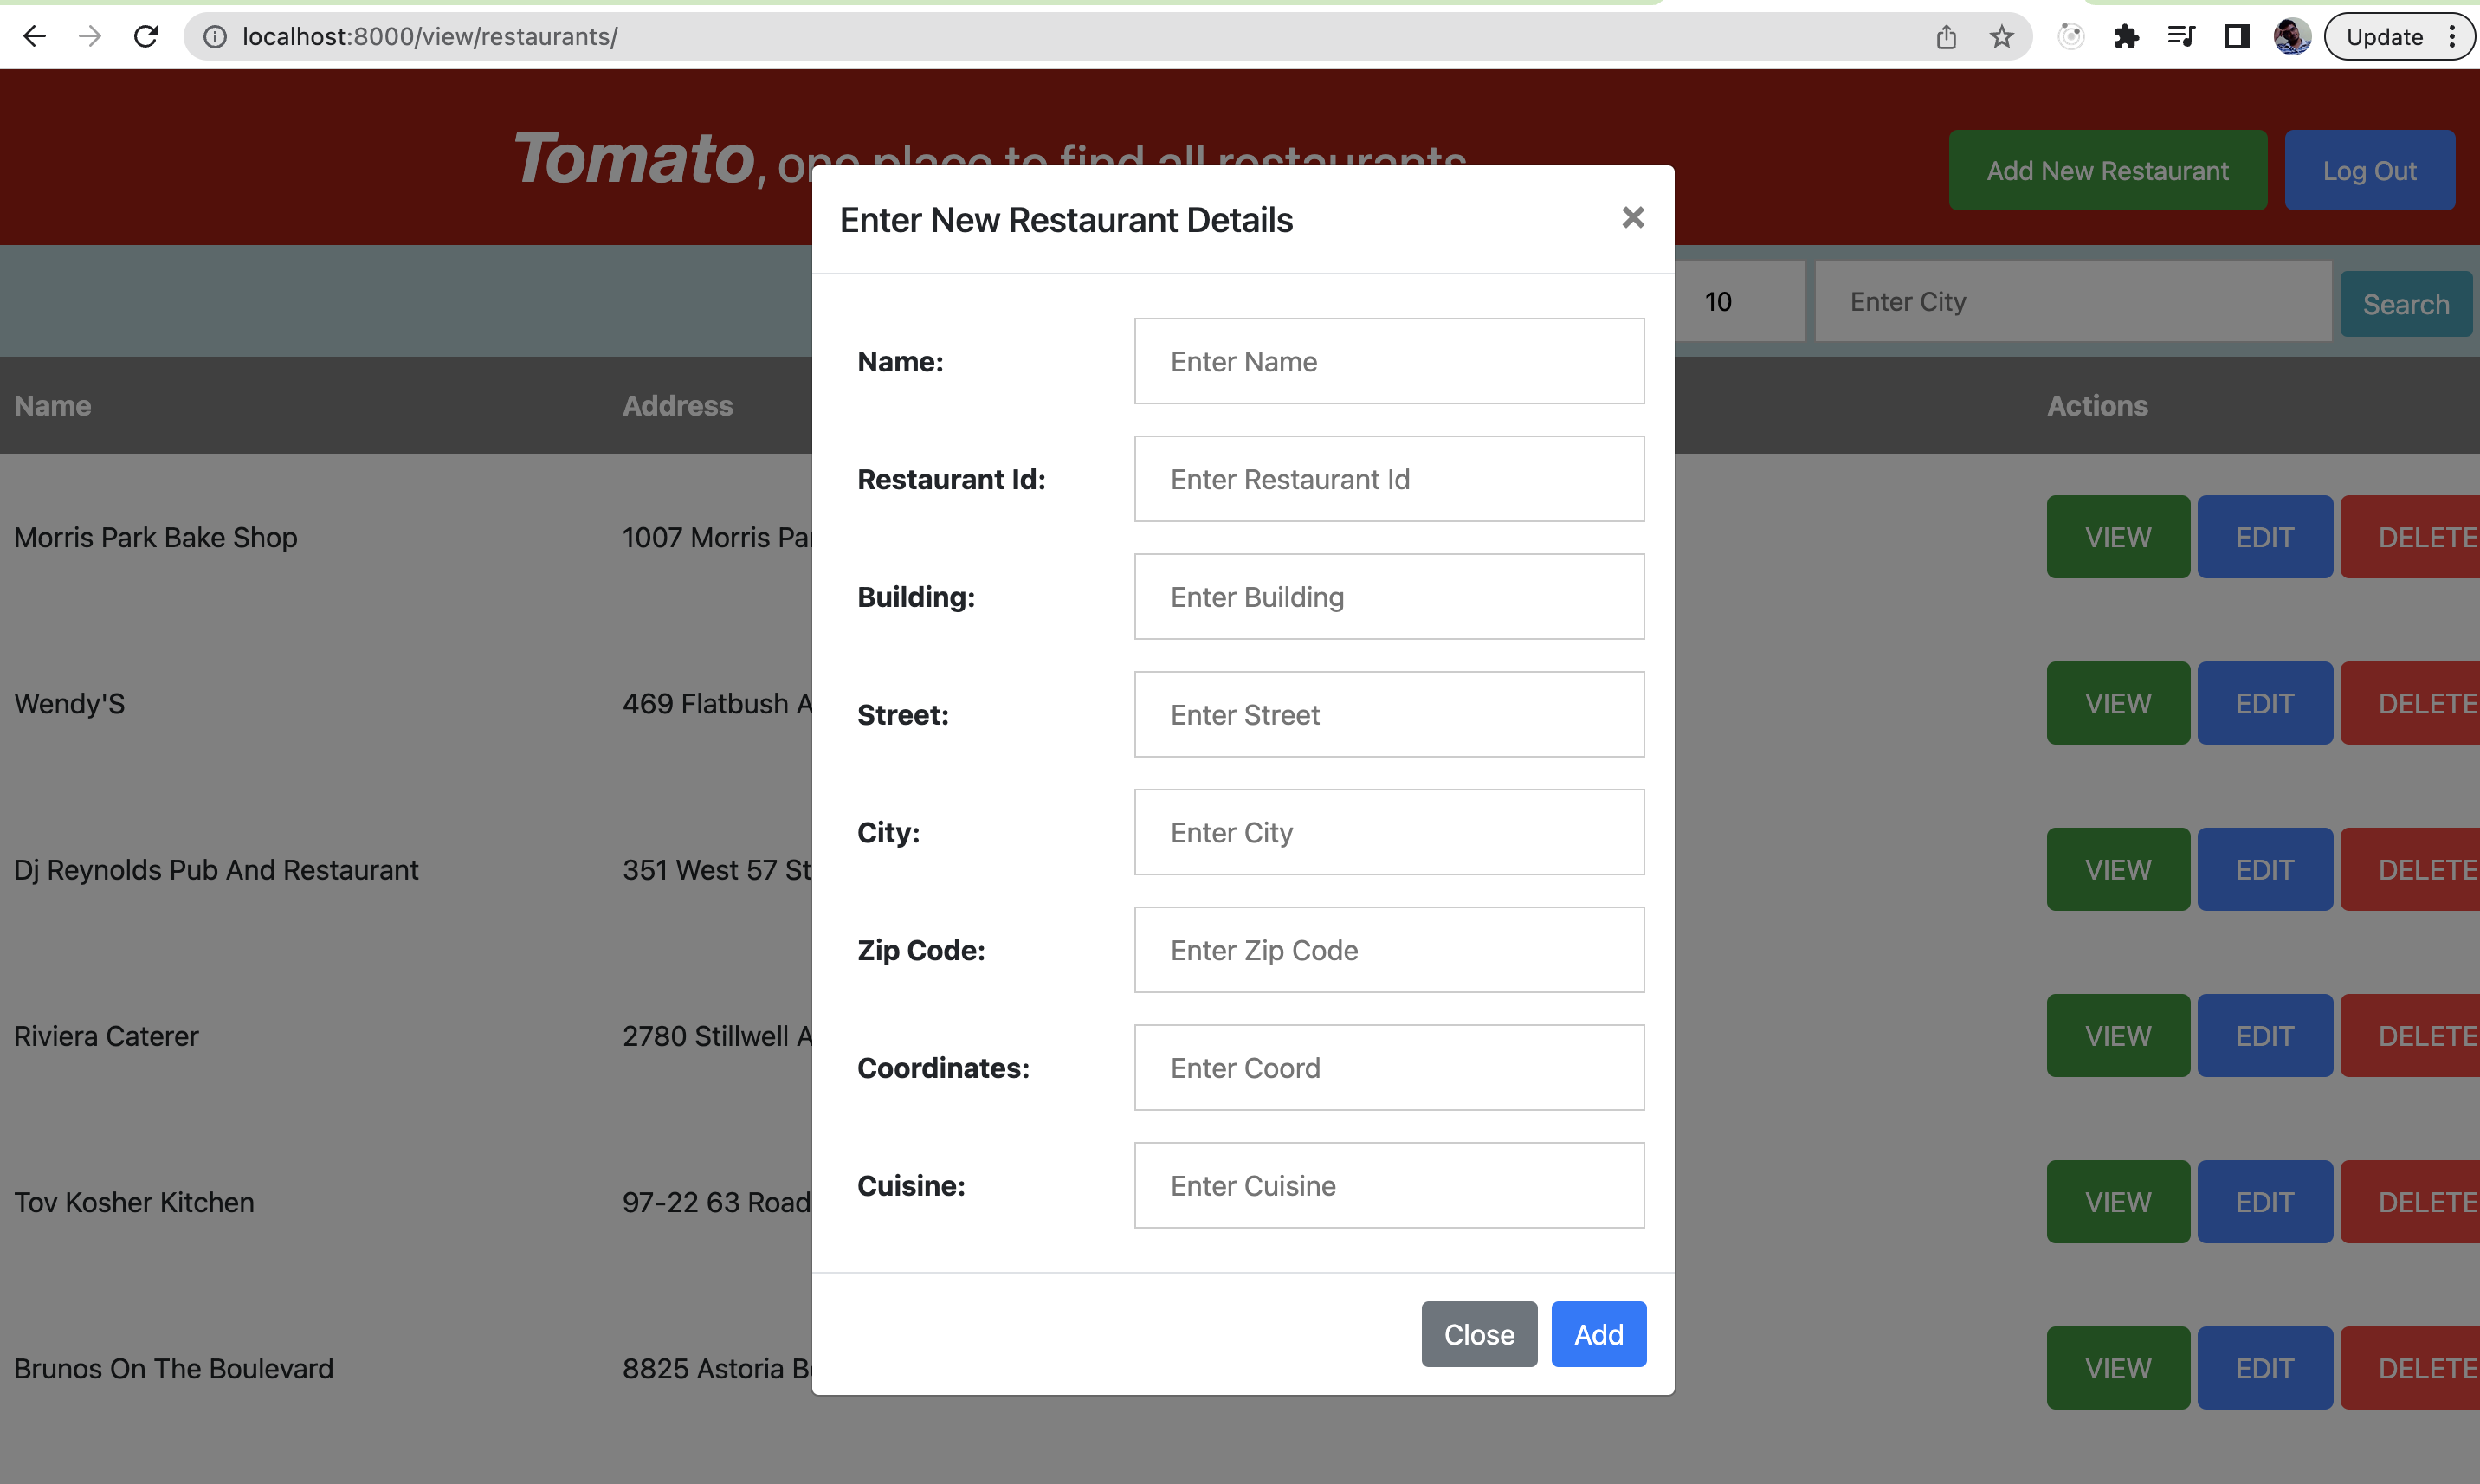 localhost:8000/view/restaurants/
Update
Tomato, one place to find all restaurants
Add New Restaurant
Log Out
Enter New Restaurant Details
×
10
Enter City
Search
Name
Address
Actions
Name:
Enter Name
Restaurant Id:
Enter Restaurant Id
Building:
Enter Building
Street:
Enter Street
City:
Enter City
Zip Code:
Enter Zip Code
Coordinates:
Enter Coord
Cuisine:
Enter Cuisine
Close
Add
Morris Park Bake Shop
1007 Morris Pa
VIEW
EDIT
DELETE
Wendy'S
469 Flatbush A
VIEW
EDIT
DELETE
Dj Reynolds Pub And Restaurant
351 West 57 St
VIEW
EDIT
DELETE
Riviera Caterer
2780 Stillwell A
VIEW
EDIT
DELETE
Tov Kosher Kitchen
97-22 63 Road
VIEW
EDIT
DELETE
Brunos On The Boulevard
8825 Astoria B
VIEW
EDIT
DELETE